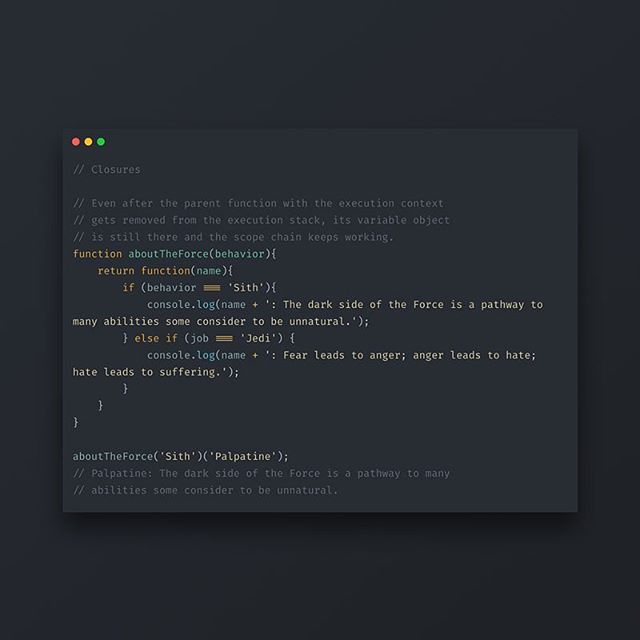 // Closures
// Even after the parent function with the execution context
// gets removed from the execution stack, its variable object
// is still there and the scope chain keeps working.
function aboutTheForce(behavior){
    return function(name){
        if (behavior === 'Sith'){
            console.log(name + ': The dark side of the Force is a pathway to
many abilities some consider to be unnatural.');
        } else if (job === 'Jedi') {
            console.log(name + ': Fear leads to anger; anger leads to hate;
hate leads to suffering.');
        }
    }
}
aboutTheForce('Sith')('Palpatine');
// Palpatine: The dark side of the Force is a pathway to many
// abilities some consider to be unnatural.